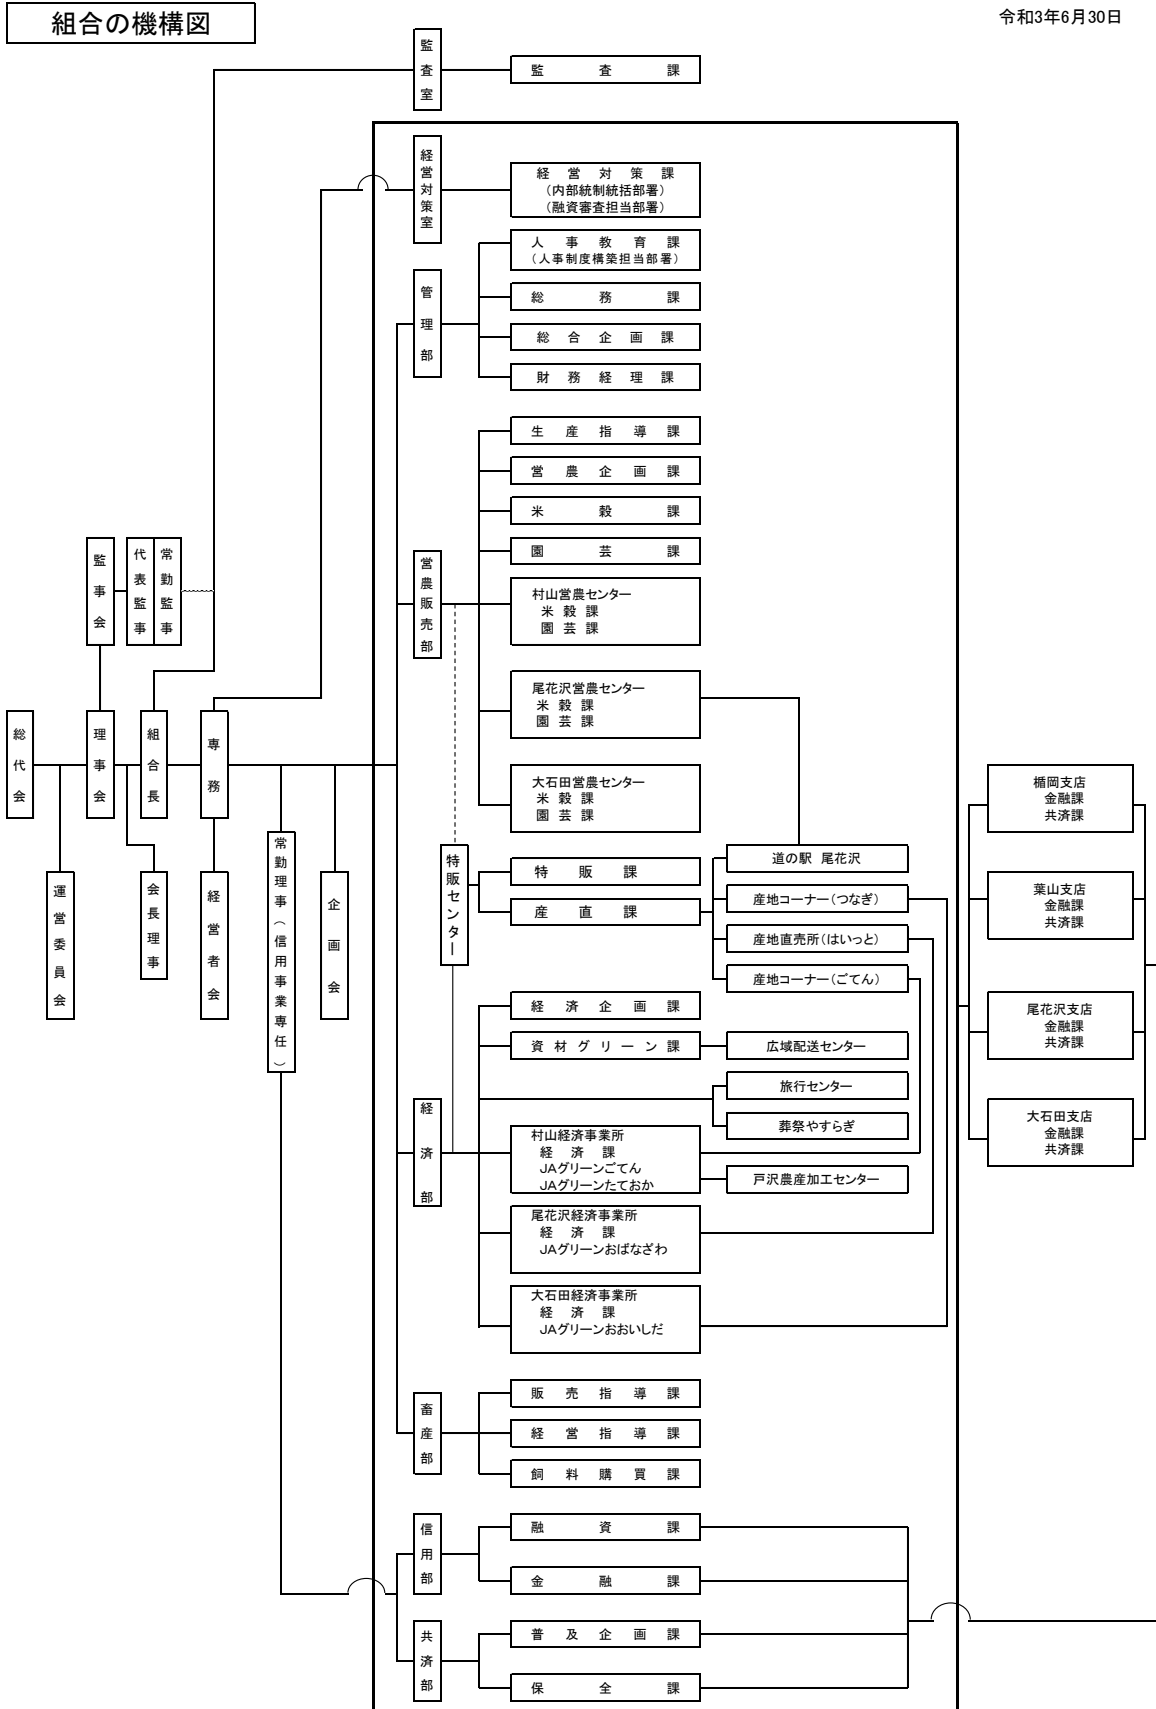 組合の機構図
令和3年6月30日
監査室
監査課
経営対策室
経営対策課
(内部統制統括部署)
(融資審査担当部署)
人事教育課
(人事制度構築担当部署)
管理部
総務課
総合企画課
財務経理課
生産指導課
営農企画課
米穀課
園芸課
営農販売部
村山営農センター
米穀課
園芸課
尾花沢営農センター
米穀課
園芸課
大石田営農センター
米穀課
園芸課
監事会
代表監事
常勤監事
総代会
理事会
組合長
専務
運営委員会
会長理事
経営者会
常勤理事(信用事業専任)
企画会
特販センター
特販課
産直課
道の駅 尾花沢
産地コーナー(つなぎ)
産地直売所(はいっと)
産地コーナー(ごてん)
経済企画課
資材グリーン課
広域配送センター
旅行センター
葬祭やすらぎ
経済部
村山経済事業所
経済課
JAグリーンごてん
JAグリーンたておか
戸沢農産加工センター
尾花沢経済事業所
経済課
JAグリーンおばなざわ
大石田経済事業所
経済課
JAグリーンおおいしだ
楯岡支店
金融課
共済課
葉山支店
金融課
共済課
尾花沢支店
金融課
共済課
大石田支店
金融課
共済課
畜産部
販売指導課
経営指導課
飼料購買課
信用部
融資課
金融課
共済部
普及企画課
保全課